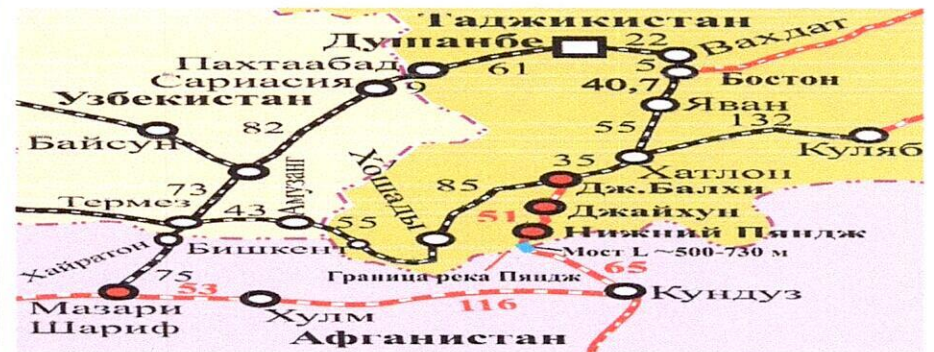 Таджикистан
Душанбе
22
Вахдат
Пахтаабад
61
5
Сариасия
9
40,7
Бостон
Узбекистан
Яван
82
55
132
Байсун
Куляб
Амузанг
Хошады
35
Хатлон
73
85
Дж.Балхи
Термез
43
55
51
Джайхун
Нижний Пяндж
Хайратон
Бишкент
Мост L ~500-730 м
Граница река Пяндж
75
65
53
Кундуз
Мазари
Шариф
Хулм
116
Афганистан